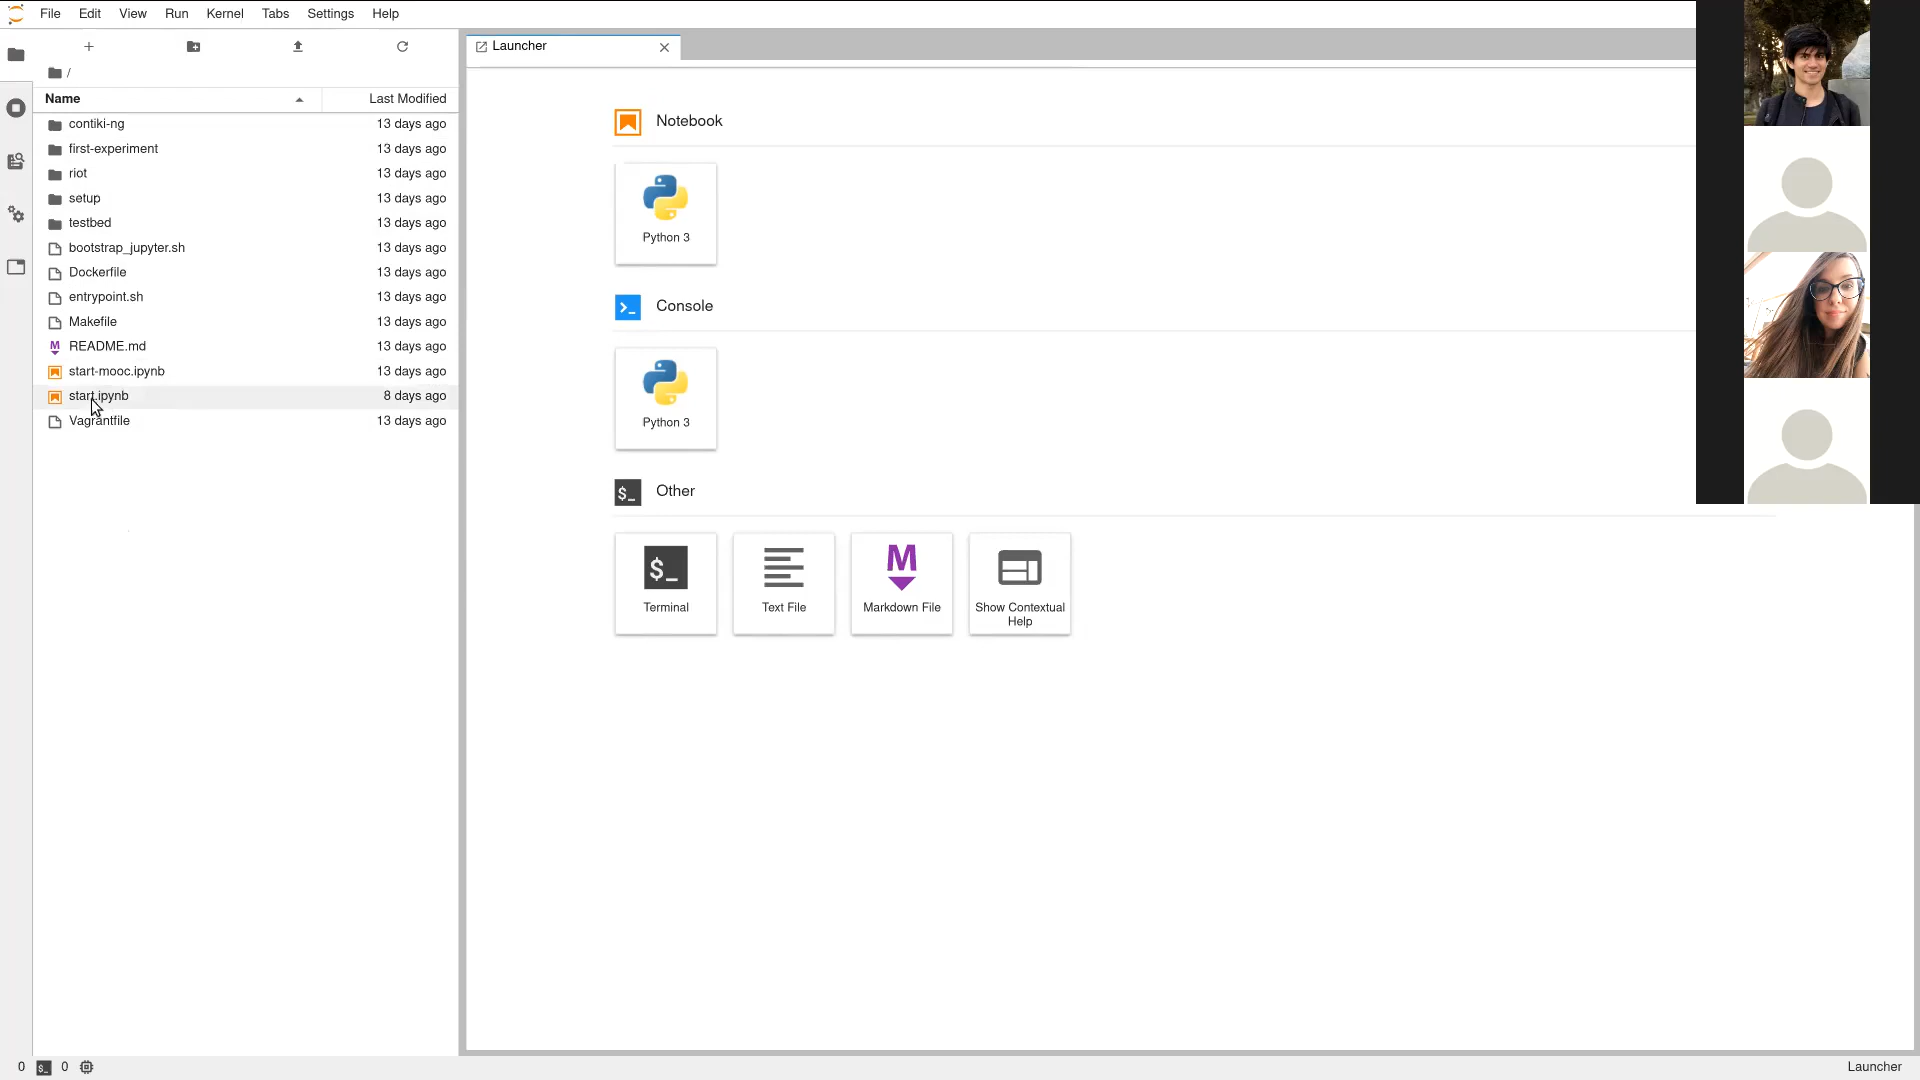 File Edit View Run Kernel Tabs Settings Help
Launcher
/
Name Last Modified
contiki-ng 13 days ago
first-experiment 13 days ago
riot 13 days ago
setup 13 days ago
testbed 13 days ago
bootstrap_jupyter.sh 13 days ago
Dockerfile 13 days ago
entrypoint.sh 13 days ago
Makefile 13 days ago
M README.md 13 days ago
start-mooc.ipynb 13 days ago
start.ipynb 8 days ago
Vagrantfile 13 days ago
Notebook
Python 3
>_ Console
Python 3
$_ Other
$_
Terminal
Text File
M
Markdown File
Show Contextual
Help
0 $_ 0
Launcher